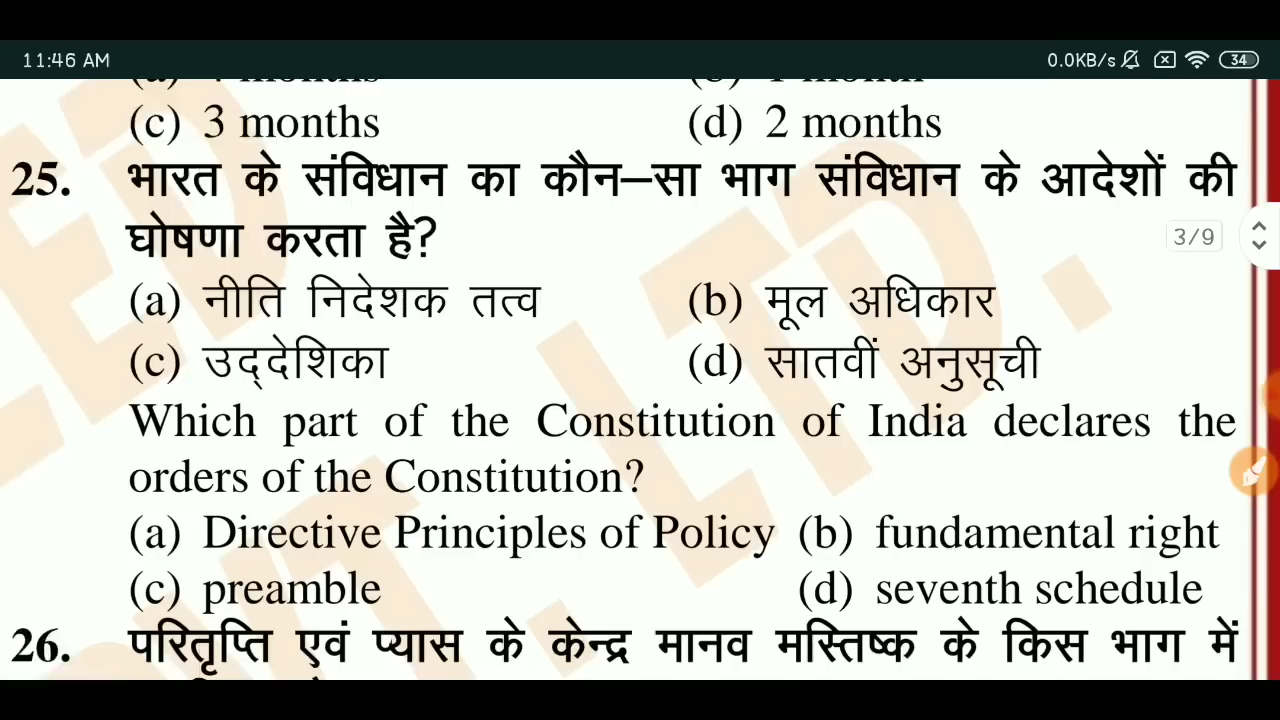 11:46 AM 0.0KB/s 34
(c) 3 months (d) 2 months
25. भारत के संविधान का कौन–सा भाग संविधान के आदेशों की
घोषणा करता है?
3/9
(a) नीति निदेशक तत्व (b) मूल अधिकार
(c) उद्देशिका (d) सातवीं अनुसूची
Which part of the Constitution of India declares the
orders of the Constitution?
(a) Directive Principles of Policy (b) fundamental right
(c) preamble (d) seventh schedule
26. परितृप्ति एवं प्यास के केन्द्र मानव मस्तिष्क के किस भाग में